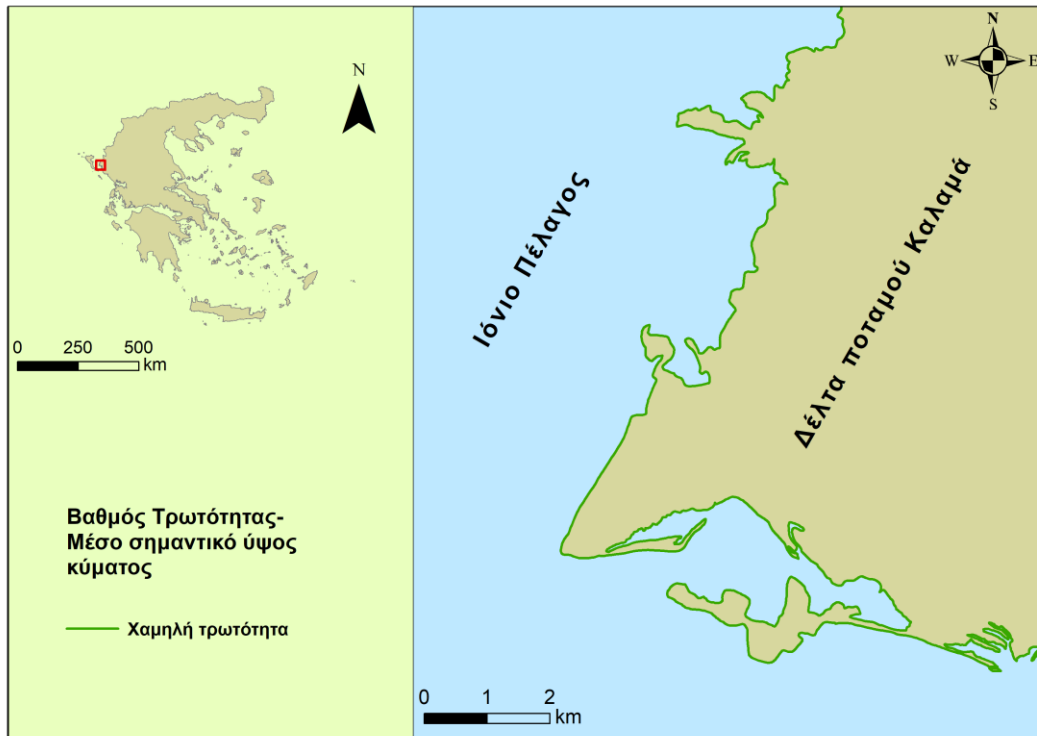 N
0 250 500
km
Βαθμός Τρωτότητας-
Μέσο σημαντικό ύψος
κύματος
Χαμηλή τρωτότητα
N
W E
S
Ιόνιο Πέλαγος
Δέλτα ποταμού Καλαμά
0 1 2
km